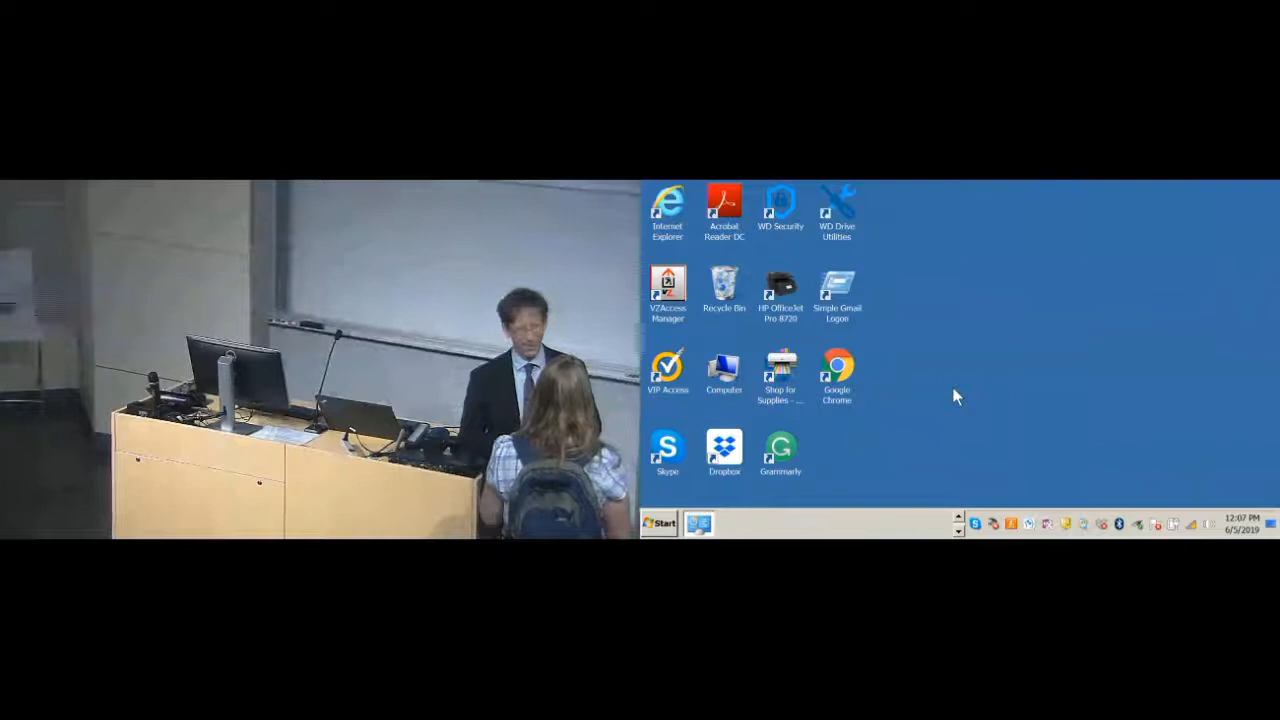 Internet
Explorer
Acrobat
Reader DC
WD Security
WD Drive
Utilities
VZAccess
Manager
Recycle Bin
HP OfficeJet
Pro 8720
Simple Gmail
Logon
VIP Access
Computer
Shop for
Supplies - ...
Google
Chrome
Skype
Dropbox
Grammarly
Start
12:07 PM
6/5/2019